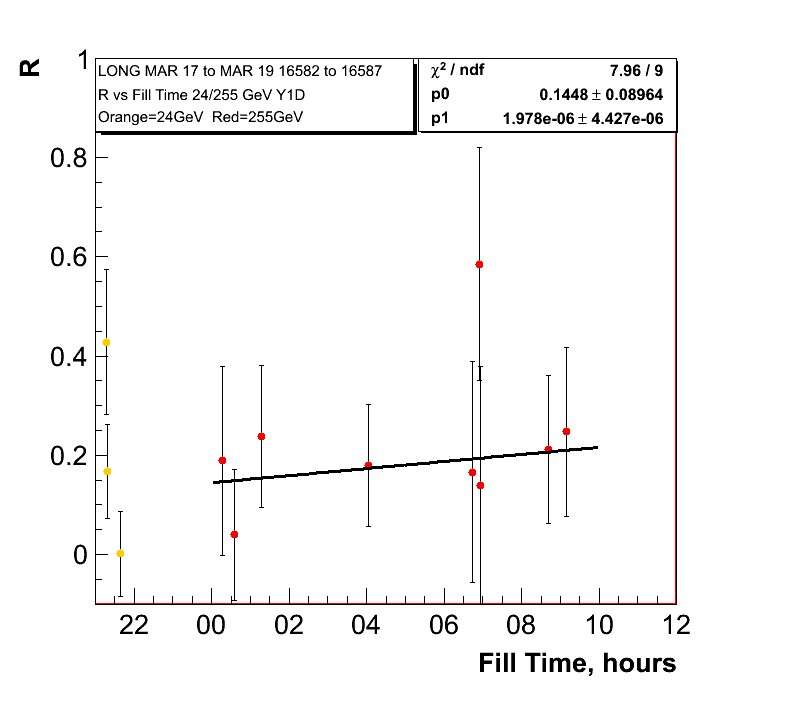 R
1
LONG MAR 17 to MAR 19 16582 to 16587
R vs Fill Time 24/255 GeV Y1D
Orange=24GeV  Red=255GeV
χ² / ndf 7.96 / 9
p0 0.1448 ± 0.08964
p1 1.978e-06 ± 4.427e-06
0.8
0.6
0.4
0.2
0
22 00 02 04 06 08 10 12
Fill Time, hours